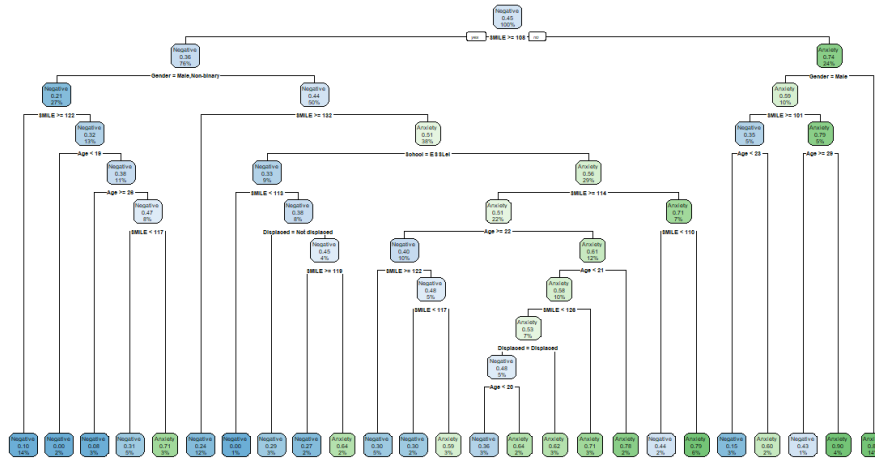 Negative
0.45
100%
yes SMILE >= 108 no
Negative
0.36
76%
Anxiety
0.74
24%
Gender = Male,Non-binary
Gender = Male
Negative
0.21
27%
Negative
0.44
50%
Anxiety
0.59
10%
SMILE >= 122
SMILE >= 132
SMILE >= 101
Negative
0.32
13%
Anxiety
0.51
38%
Negative
0.35
5%
Anxiety
0.79
5%
Age < 19
School = ESSLei
Age < 23
Age >= 29
Negative
0.38
11%
Negative
0.33
9%
Anxiety
0.56
29%
Age >= 26
SMILE < 113
SMILE >= 114
Negative
0.47
8%
Negative
0.38
8%
Anxiety
0.51
22%
Anxiety
0.71
7%
SMILE < 117
Displaced = Not displaced
Age >= 22
SMILE < 110
Negative
0.45
4%
Negative
0.40
10%
Anxiety
0.61
12%
SMILE >= 119
SMILE >= 122
Age < 21
Negative
0.48
5%
Anxiety
0.58
10%
SMILE < 117
SMILE < 126
Anxiety
0.53
7%
Displaced = Displaced
Negative
0.48
5%
Age < 20
Negative
0.10
14%
Negative
0.00
2%
Negative
0.08
3%
Negative
0.31
5%
Anxiety
0.71
3%
Negative
0.24
12%
Negative
0.00
1%
Negative
0.29
3%
Negative
0.27
2%
Anxiety
0.64
2%
Negative
0.30
5%
Negative
0.30
2%
Anxiety
0.59
3%
Negative
0.36
3%
Anxiety
0.64
2%
Anxiety
0.62
3%
Anxiety
0.71
3%
Anxiety
0.78
2%
Negative
0.44
2%
Anxiety
0.79
6%
Negative
0.15
3%
Anxiety
0.60
2%
Negative
0.43
1%
Anxiety
0.90
4%